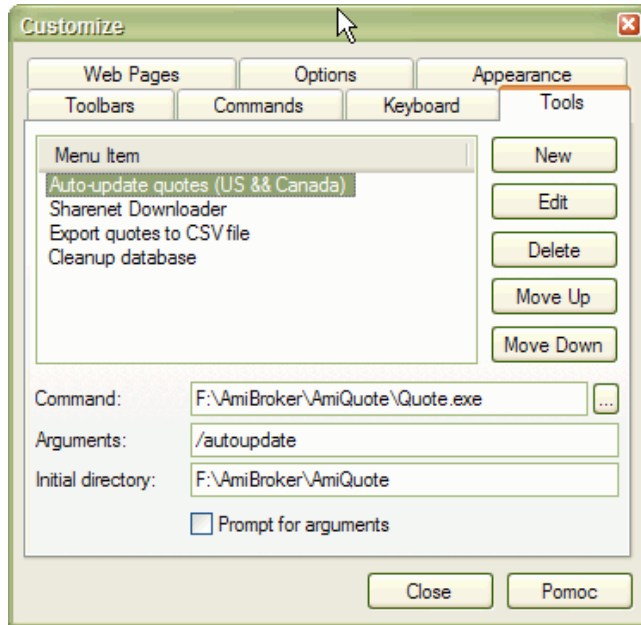 Customize
Web Pages Options Appearance
Toolbars Commands Keyboard Tools
Menu Item
Auto-update quotes (US && Canada)
Sharenet Downloader
Export quotes to CSV file
Cleanup database
New
Edit
Delete
Move Up
Move Down
Command: F:\AmiBroker\AmiQuote\Quote.exe ...
Arguments: /autoupdate
Initial directory: F:\AmiBroker\AmiQuote
Prompt for arguments
Close Pomoc